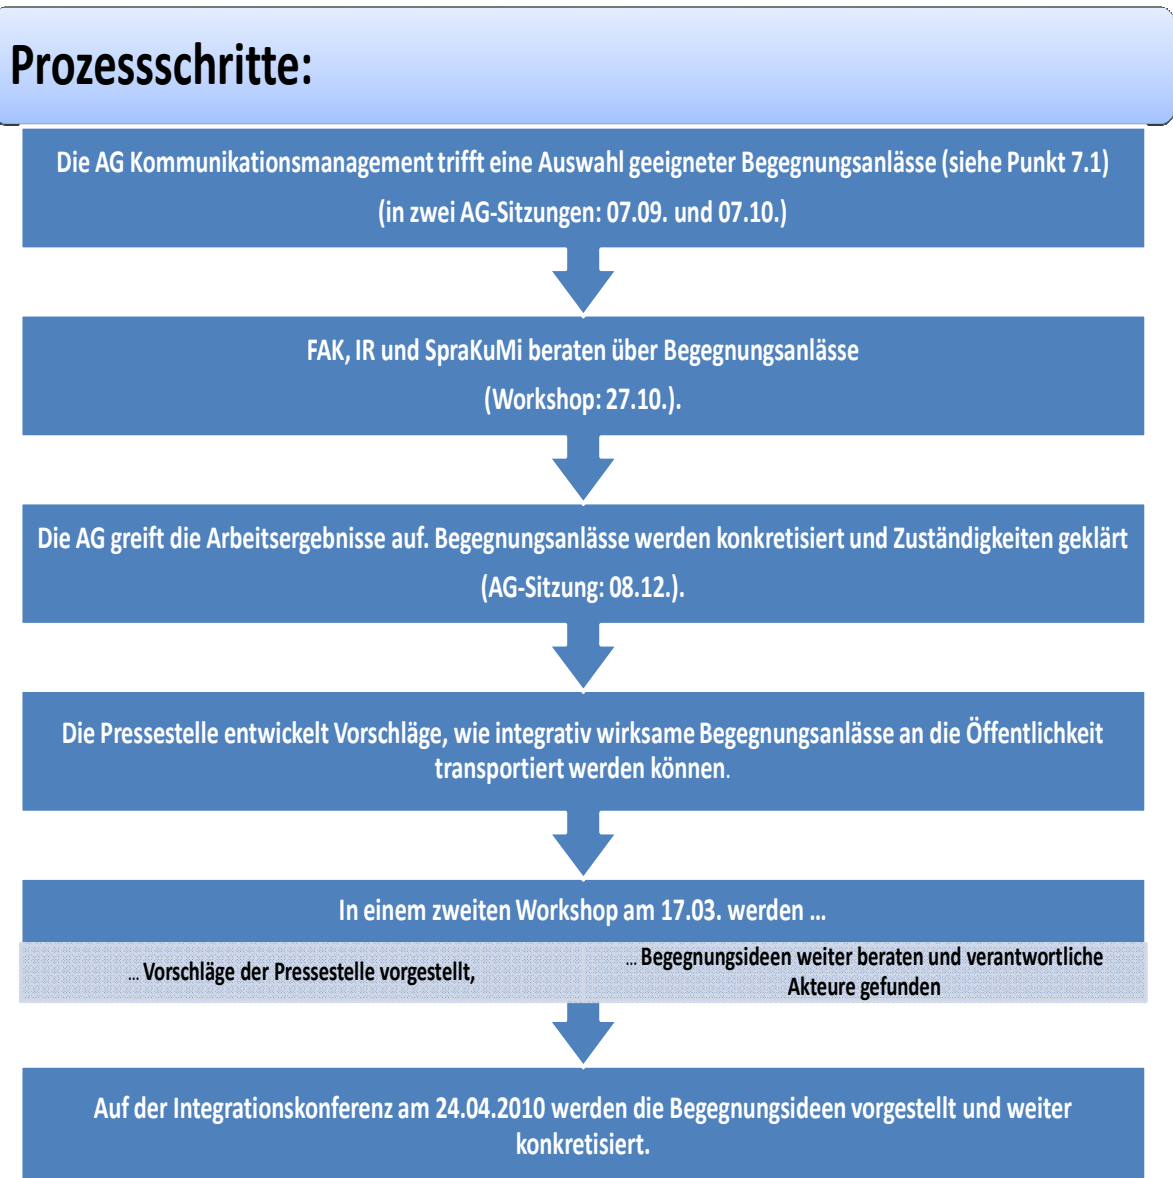 Prozessschritte:
Die AG Kommunikationsmanagement trifft eine Auswahl geeigneter Begegnungsanlässe (siehe Punkt 7.1)
(in zwei AG-Sitzungen: 07.09. und 07.10.)
FAK, IR und SpraKuMi beraten über Begegnungsanlässe
(Workshop: 27.10.).
Die AG greift die Arbeitsergebnisse auf. Begegnungsanlässe werden konkretisiert und Zuständigkeiten geklärt
(AG-Sitzung: 08.12.).
Die Pressestelle entwickelt Vorschläge, wie integrativ wirksame Begegnungsanlässe an die Öffentlichkeit
transportiert werden können.
In einem zweiten Workshop am 17.03. werden ...
... Vorschläge der Pressestelle vorgestellt,
... Begegnungsideen weiter beraten und verantwortliche
Akteure gefunden
Auf der Integrationskonferenz am 24.04.2010 werden die Begegnungsideen vorgestellt und weiter
konkretisiert.